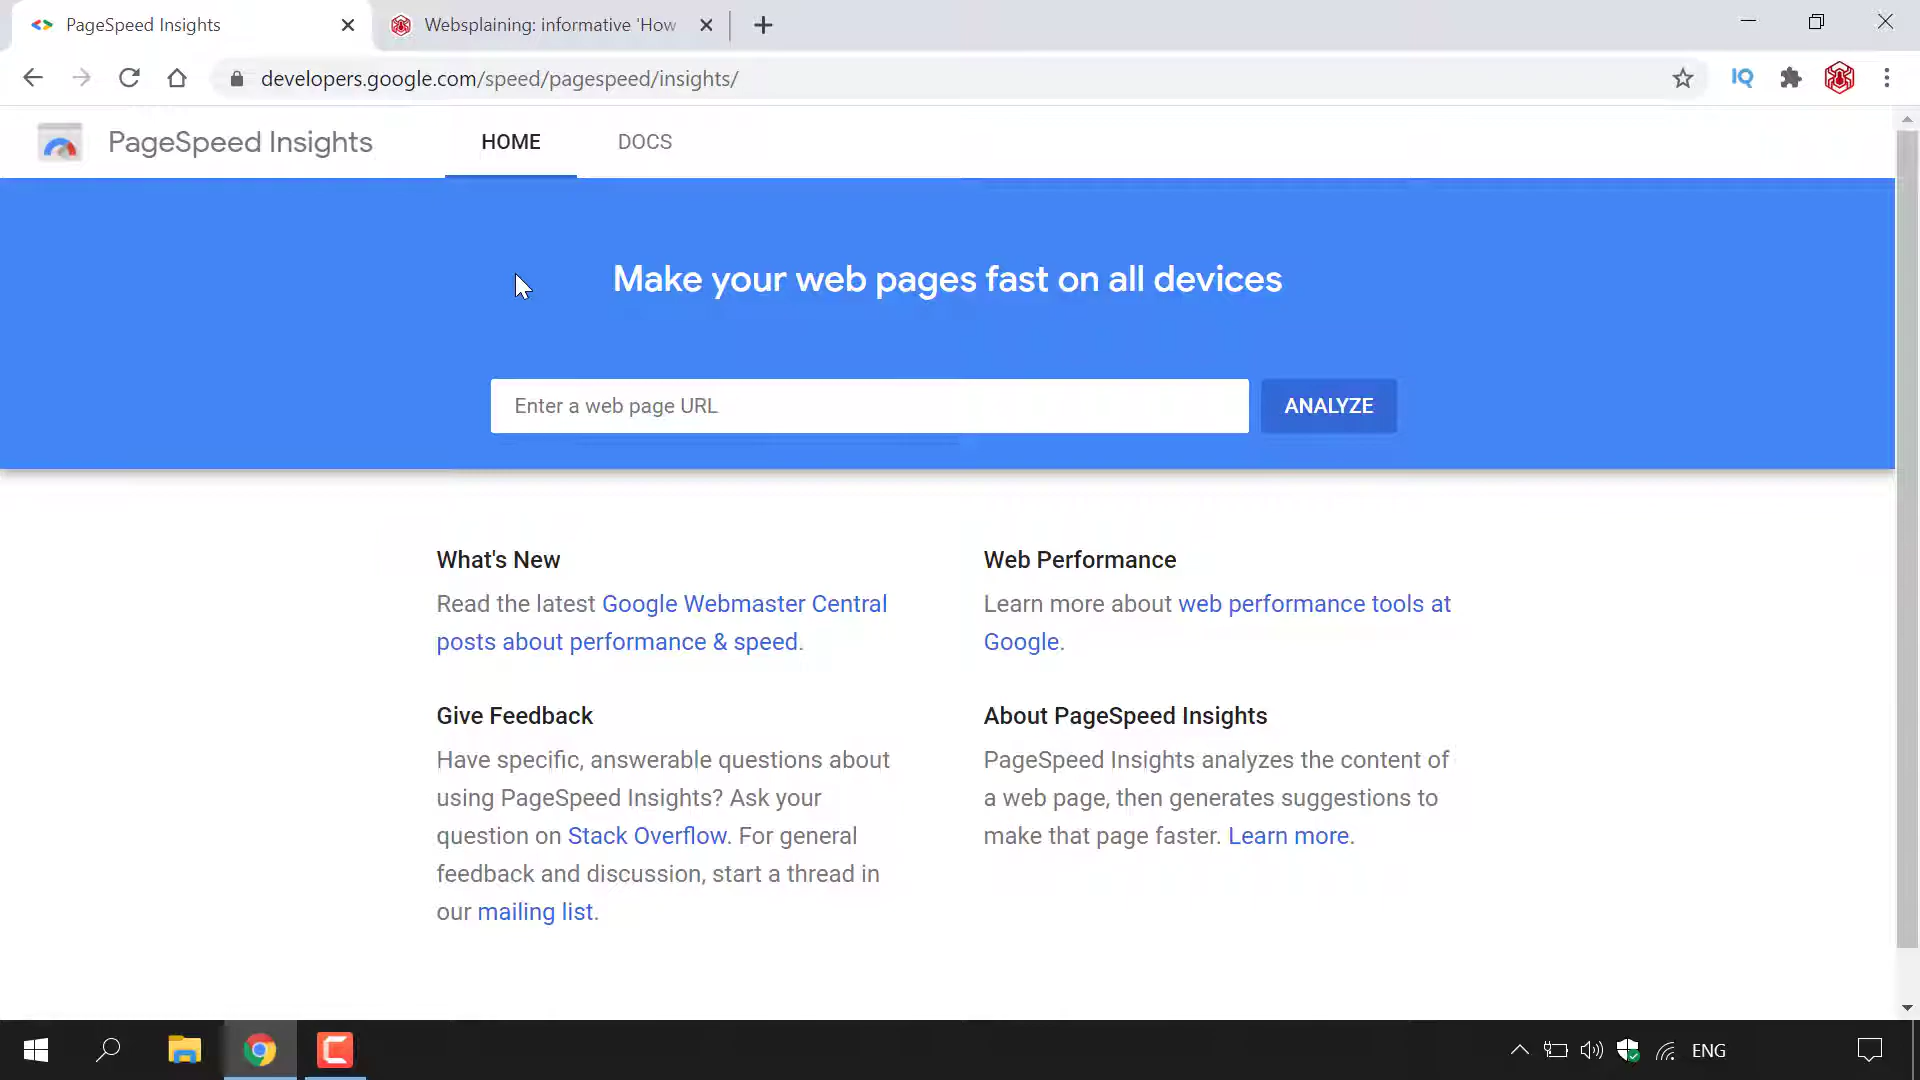 PageSpeed Insights
Websplaining: informative 'How
developers.google.com/speed/pagespeed/insights/
IQ
PageSpeed Insights
HOME
DOCS
Make your web pages fast on all devices
Enter a web page URL
ANALYZE
What's New
Read the latest Google Webmaster Central
posts about performance & speed.
Web Performance
Learn more about web performance tools at
Google.
Give Feedback
Have specific, answerable questions about
using PageSpeed Insights? Ask your
question on Stack Overflow. For general
feedback and discussion, start a thread in
our mailing list.
About PageSpeed Insights
PageSpeed Insights analyzes the content of
a web page, then generates suggestions to
make that page faster. Learn more.
ENG